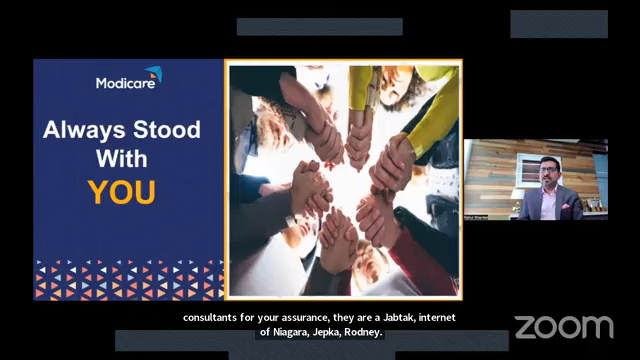 Modicare
Always Stood
With
YOU
consultants for your assurance, they are a Jabtak, internet
of Niagara, Jepka, Rodney.
zoom